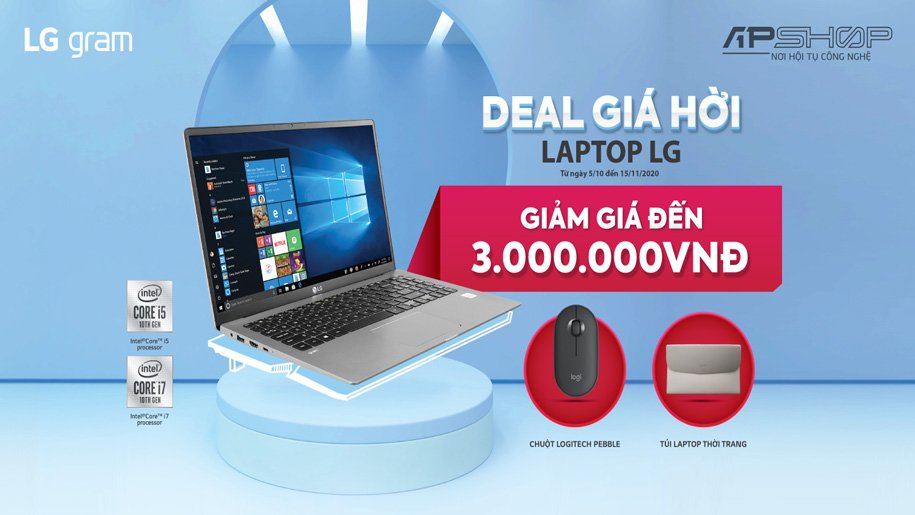 LG gram
APSHOP
NƠI HỘI TỤ CÔNG NGHỆ
DEAL GIÁ HỜI
LAPTOP LG
Từ ngày 5/10 đến 15/11/2020
GIẢM GIÁ ĐẾN
3.000.000VNĐ
LG
intel
CORE i5
10TH GEN
Intel®Core™ i5
processor
intel
CORE i7
10TH GEN
Intel®Core™ i7
processor
logi
CHUỘT LOGITECH PEBBLE
TÚI LAPTOP THỜI TRANG